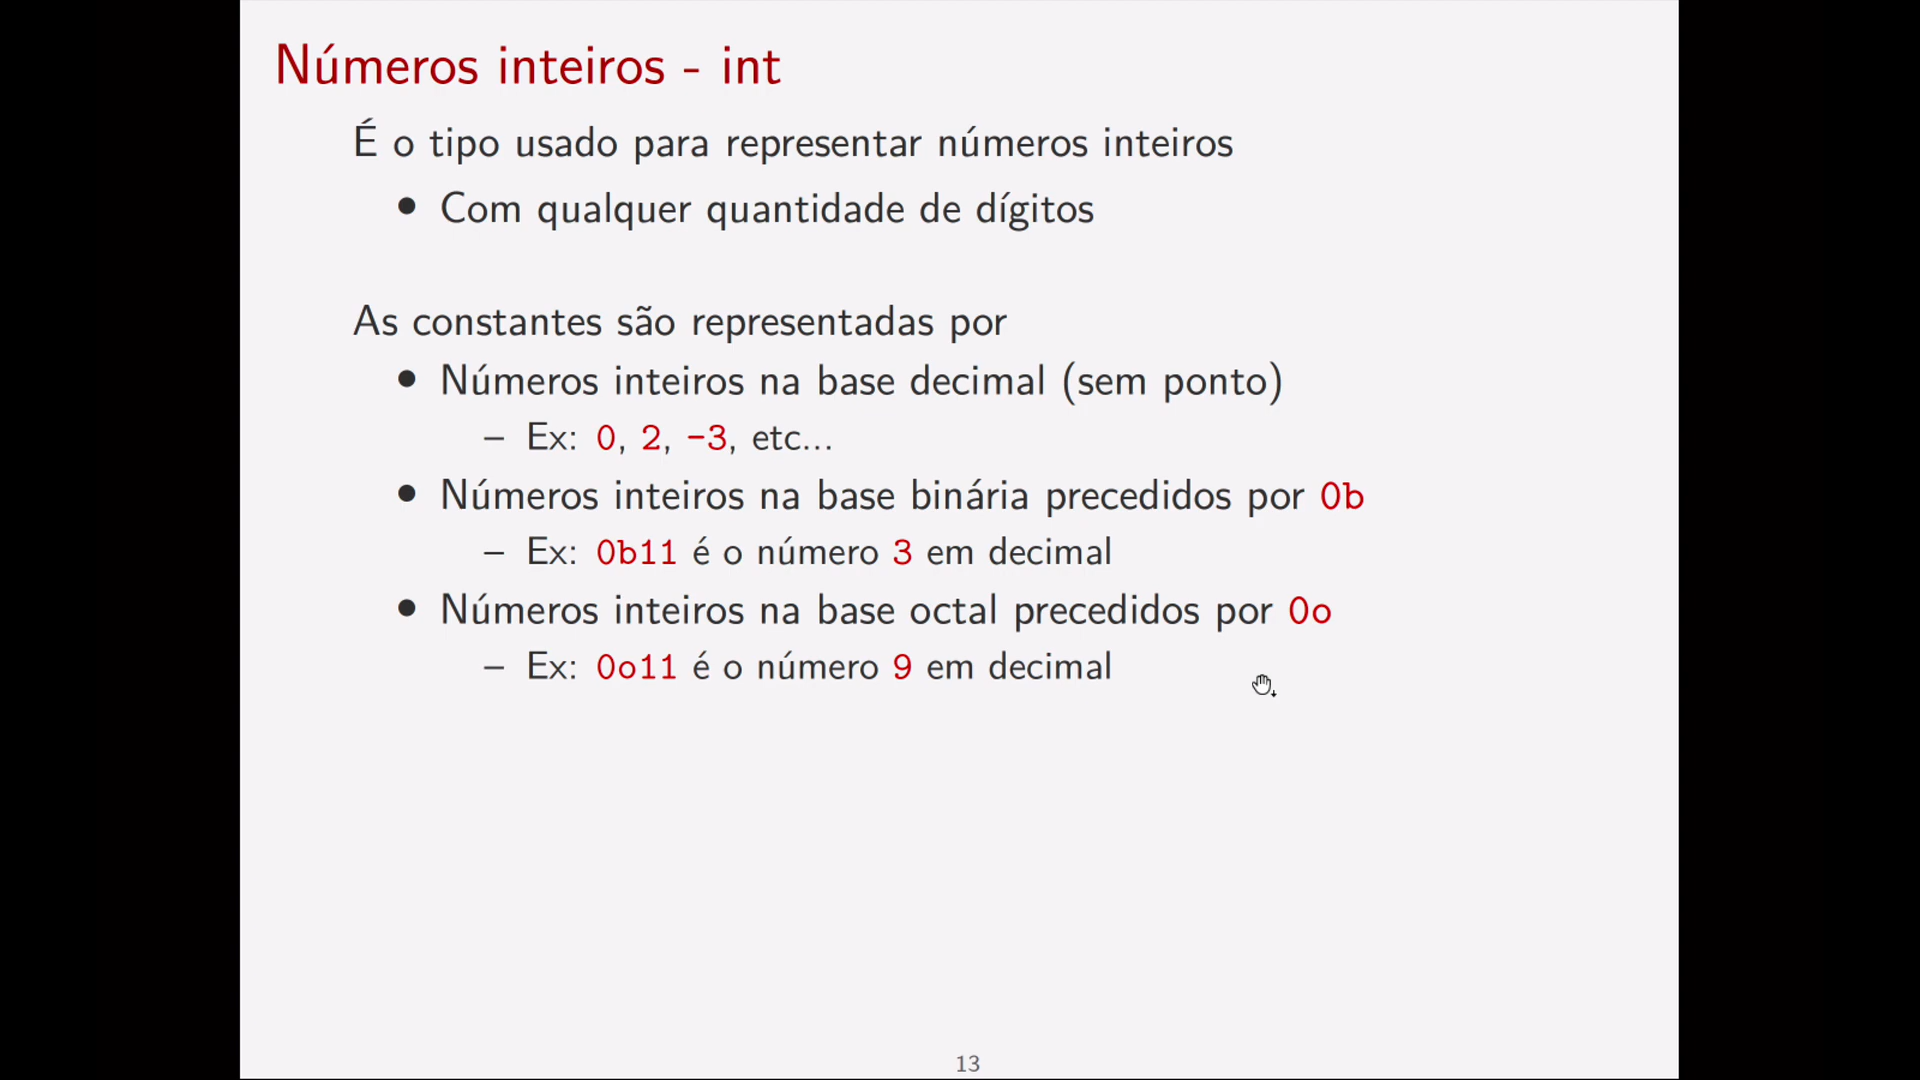 Números inteiros - int
É o tipo usado para representar números inteiros
• Com qualquer quantidade de dígitos
As constantes são representadas por
• Números inteiros na base decimal (sem ponto)
– Ex: 0, 2, -3, etc...
• Números inteiros na base binária precedidos por 0b
– Ex: 0b11 é o número 3 em decimal
• Números inteiros na base octal precedidos por 0o
– Ex: 0o11 é o número 9 em decimal
13